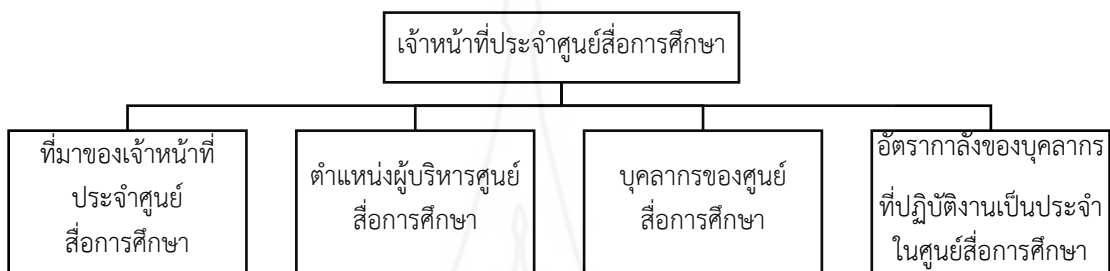 เจ้าหน้าที่ประจำศูนย์สื่อการศึกษา
ที่มาของเจ้าหน้าที่
ประจำศูนย์
สื่อการศึกษา
ตำแหน่งผู้บริหารศูนย์
สื่อการศึกษา
บุคลากรของศูนย์
สื่อการศึกษา
อัตรากาลังของบุคลากร
ที่ปฏิบัติงานเป็นประจำ
ในศูนย์สื่อการศึกษา